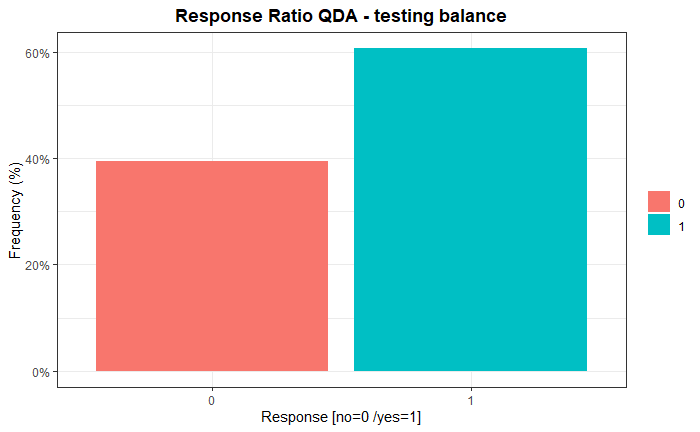 Response Ratio QDA - testing balance
Frequency (%)
60%
40%
20%
0%
0
1
Response [no=0 /yes=1]
0
1